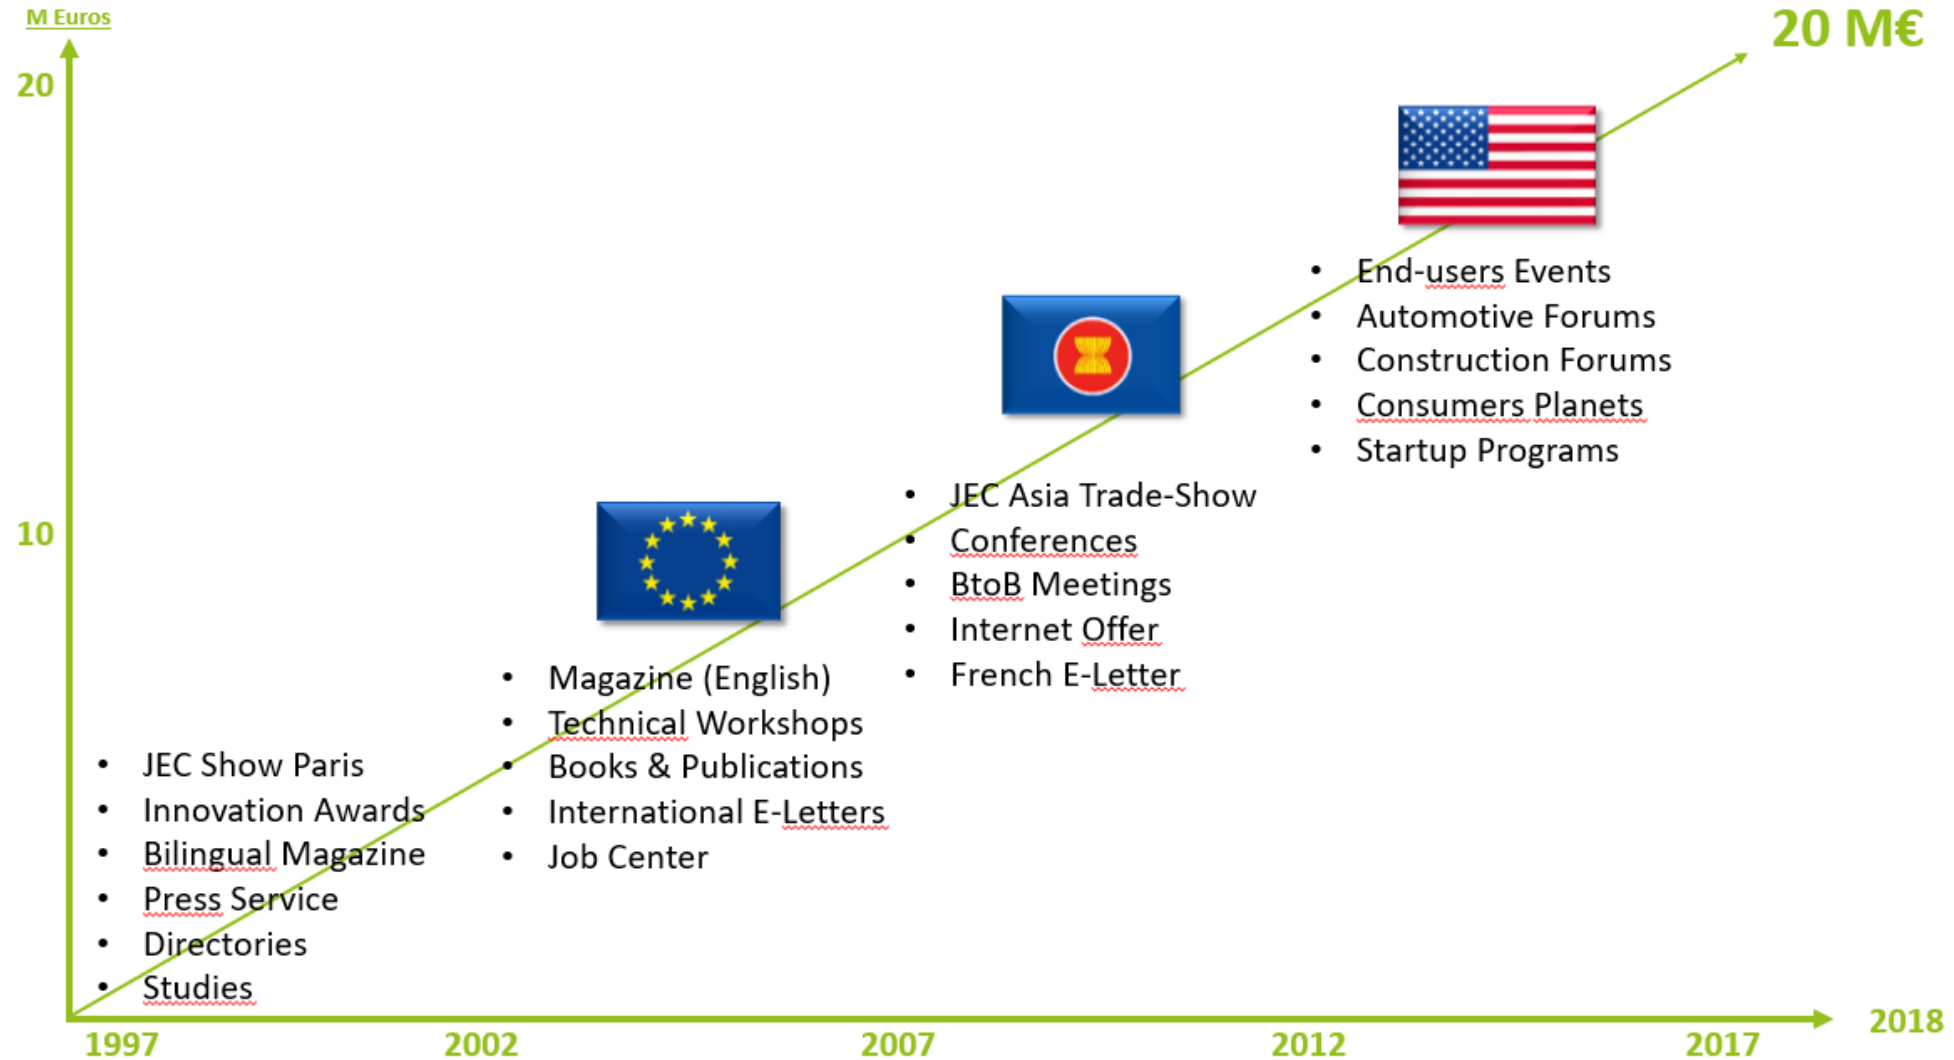 M Euros
20 M€
20
10
• End-users Events
• Automotive Forums
• Construction Forums
• Consumers Planets
• Startup Programs
• JEC Asia Trade-Show
• Conferences
• BtoB Meetings
• Internet Offer
• French E-Letter
• Magazine (English)
• Technical Workshops
• Books & Publications
• International E-Letters
• Job Center
• JEC Show Paris
• Innovation Awards
• Bilingual Magazine
• Press Service
• Directories
• Studies
1997 2002 2007 2012 2017 2018